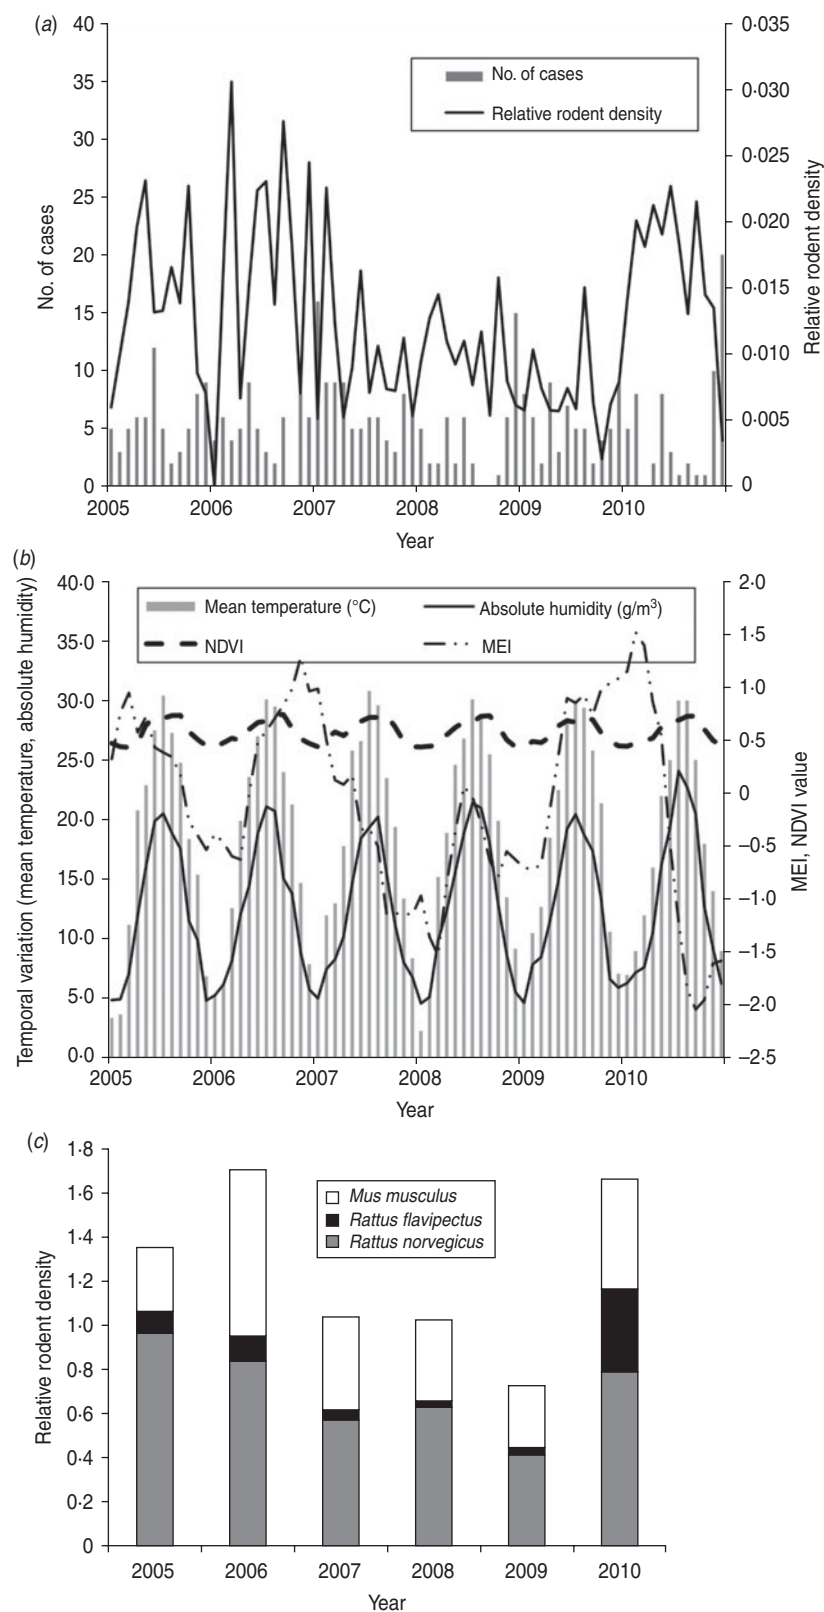 (a)
40
35
30
25
20
15
10
5
0
No. of cases
No. of cases
Relative rodent density
0·035
0·030
0·025
0·020
0·015
0·010
0·005
0
Relative rodent density
2005 2006 2007 2008 2009 2010
Year
(b)
40·0
35·0
30·0
25·0
20·0
15·0
10·0
5·0
0·0
Temporal variation (mean temperature, absolute humidity)
Mean temperature (°C) Absolute humidity (g/m³)
NDVI MEI
2·0
1·5
1·0
0·5
0
−0·5
−1·0
−1·5
−2·0
−2·5
MEI, NDVI value
2005 2006 2007 2008 2009 2010
Year
(c)
1·8
1·6
1·4
1·2
1·0
0·8
0·6
0·4
0·2
0
Relative rodent density
Mus musculus
Rattus flavipectus
Rattus norvegicus
2005 2006 2007 2008 2009 2010
Year